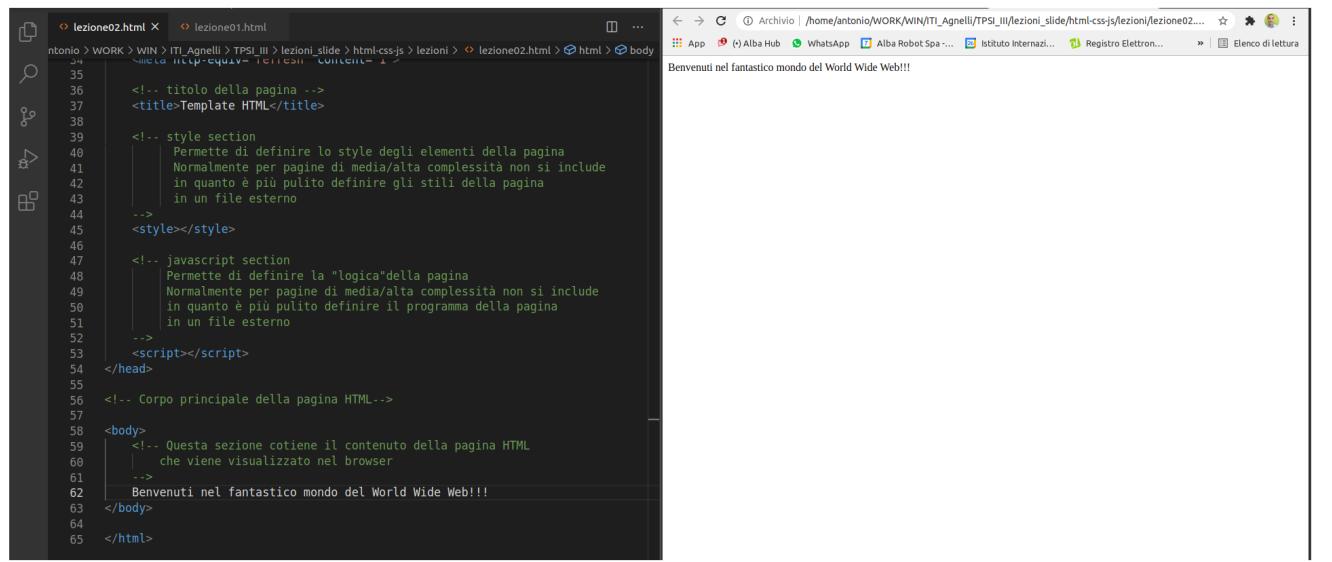 lezione02.html
lezione01.html
ntonio > WORK > WIN > ITI_Agnelli > TPSI_III > lezioni_slide > html-css-js > lezioni > lezione02.html > html > body
34 <meta http-equiv="refresh" content="1">
35
36 <!-- titolo della pagina -->
37 <title>Template HTML</title>
38
39 <!-- style section
40 Permette di definire lo style degli elementi della pagina
41 Normalmente per pagine di media/alta complessità non si include
42 in quanto è più pulito definire gli stili della pagina
43 in un file esterno
44 -->
45 <style></style>
46
47 <!-- javascript section
48 Permette di definire la "logica"della pagina
49 Normalmente per pagine di media/alta complessità non si include
50 in quanto è più pulito definire il programma della pagina
51 in un file esterno
52 -->
53 <script></script>
54 </head>
55
56 <!-- Corpo principale della pagina HTML-->
57
58 <body>
59 <!-- Questa sezione cotiene il contenuto della pagina HTML
60 che viene visualizzato nel browser
61 -->
62 Benvenuti nel fantastico mondo del World Wide Web!!!
63 </body>
64
65 </html>
Archivio | /home/antonio/WORK/WIN/ITI_Agnelli/TPSI_III/lezioni_slide/html-css-js/lezioni/lezione02....
App (•) Alba Hub WhatsApp Alba Robot Spa -... Istituto Internazi... Registro Elettron... » Elenco di lettura
Benvenuti nel fantastico mondo del World Wide Web!!!